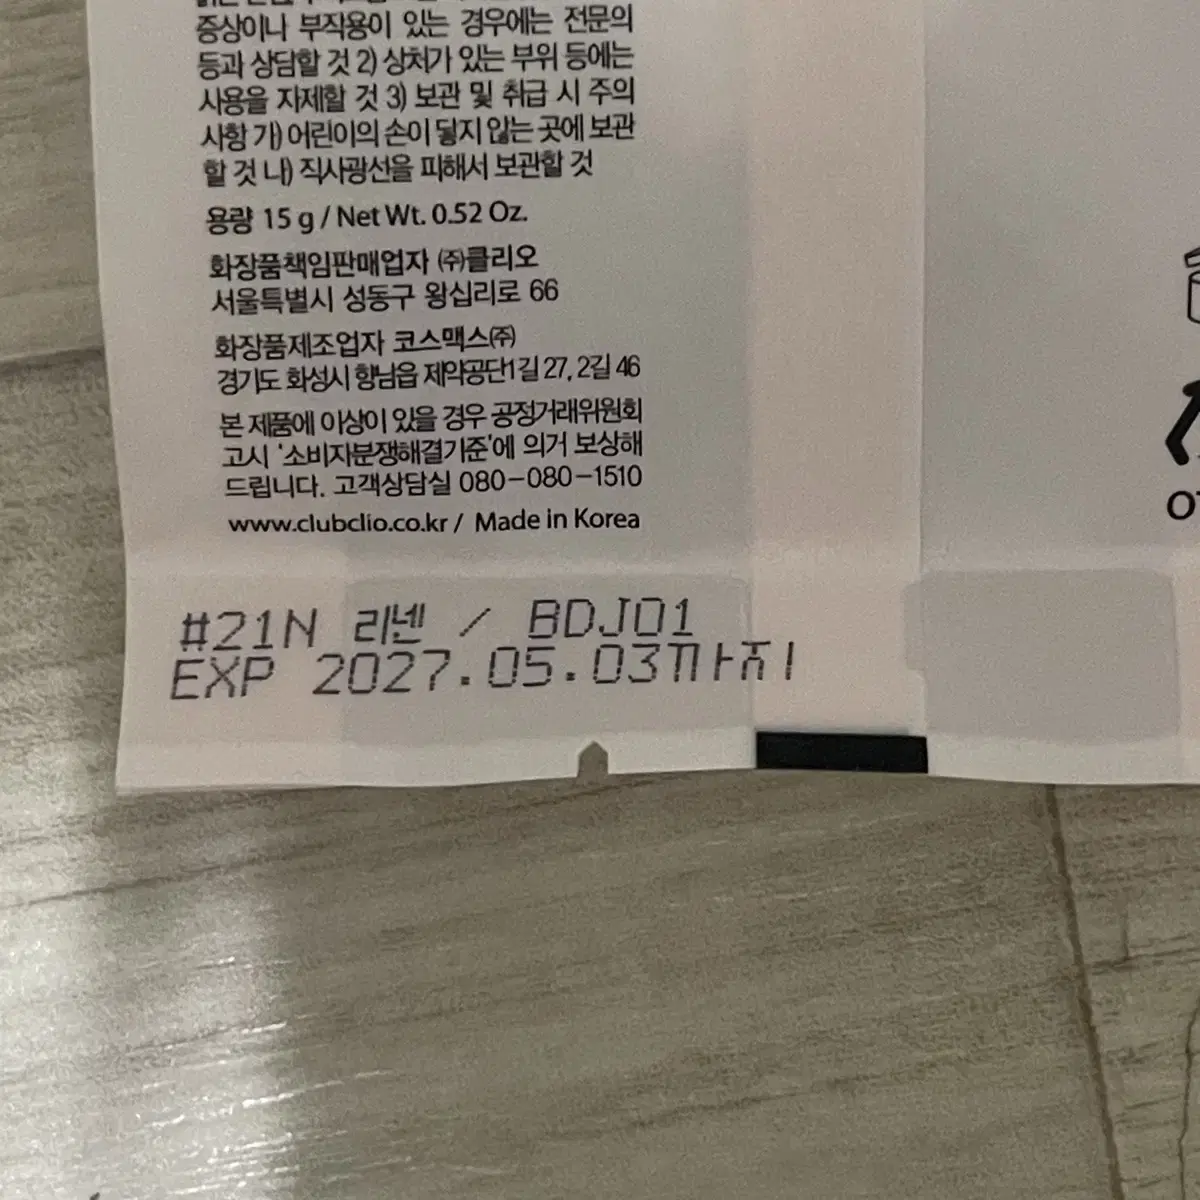 증상이나 부작용이 있는 경우에는 전문의
등과 상담할 것 2) 상처가 있는 부위 등에는
사용을 자제할 것 3) 보관 및 취급 시 주의
사항 가) 어린이의 손이 닿지 않는 곳에 보관
할 것 나) 직사광선을 피해서 보관할 것
용량 15 g / Net Wt. 0.52 Oz.
화장품책임판매업자 ㈜클리오
서울특별시 성동구 왕십리로 66
화장품제조업자 코스맥스㈜
경기도 화성시 향남읍 제약공단1길 27, 2길 46
본 제품에 이상이 있을 경우 공정거래위원회
고시 '소비자분쟁해결기준'에 의거 보상해
드립니다. 고객상담실 080-080-1510
www.clubclio.co.kr / Made in Korea
#21N 리넨 / BDJ01
EXP 2027.05.03까지